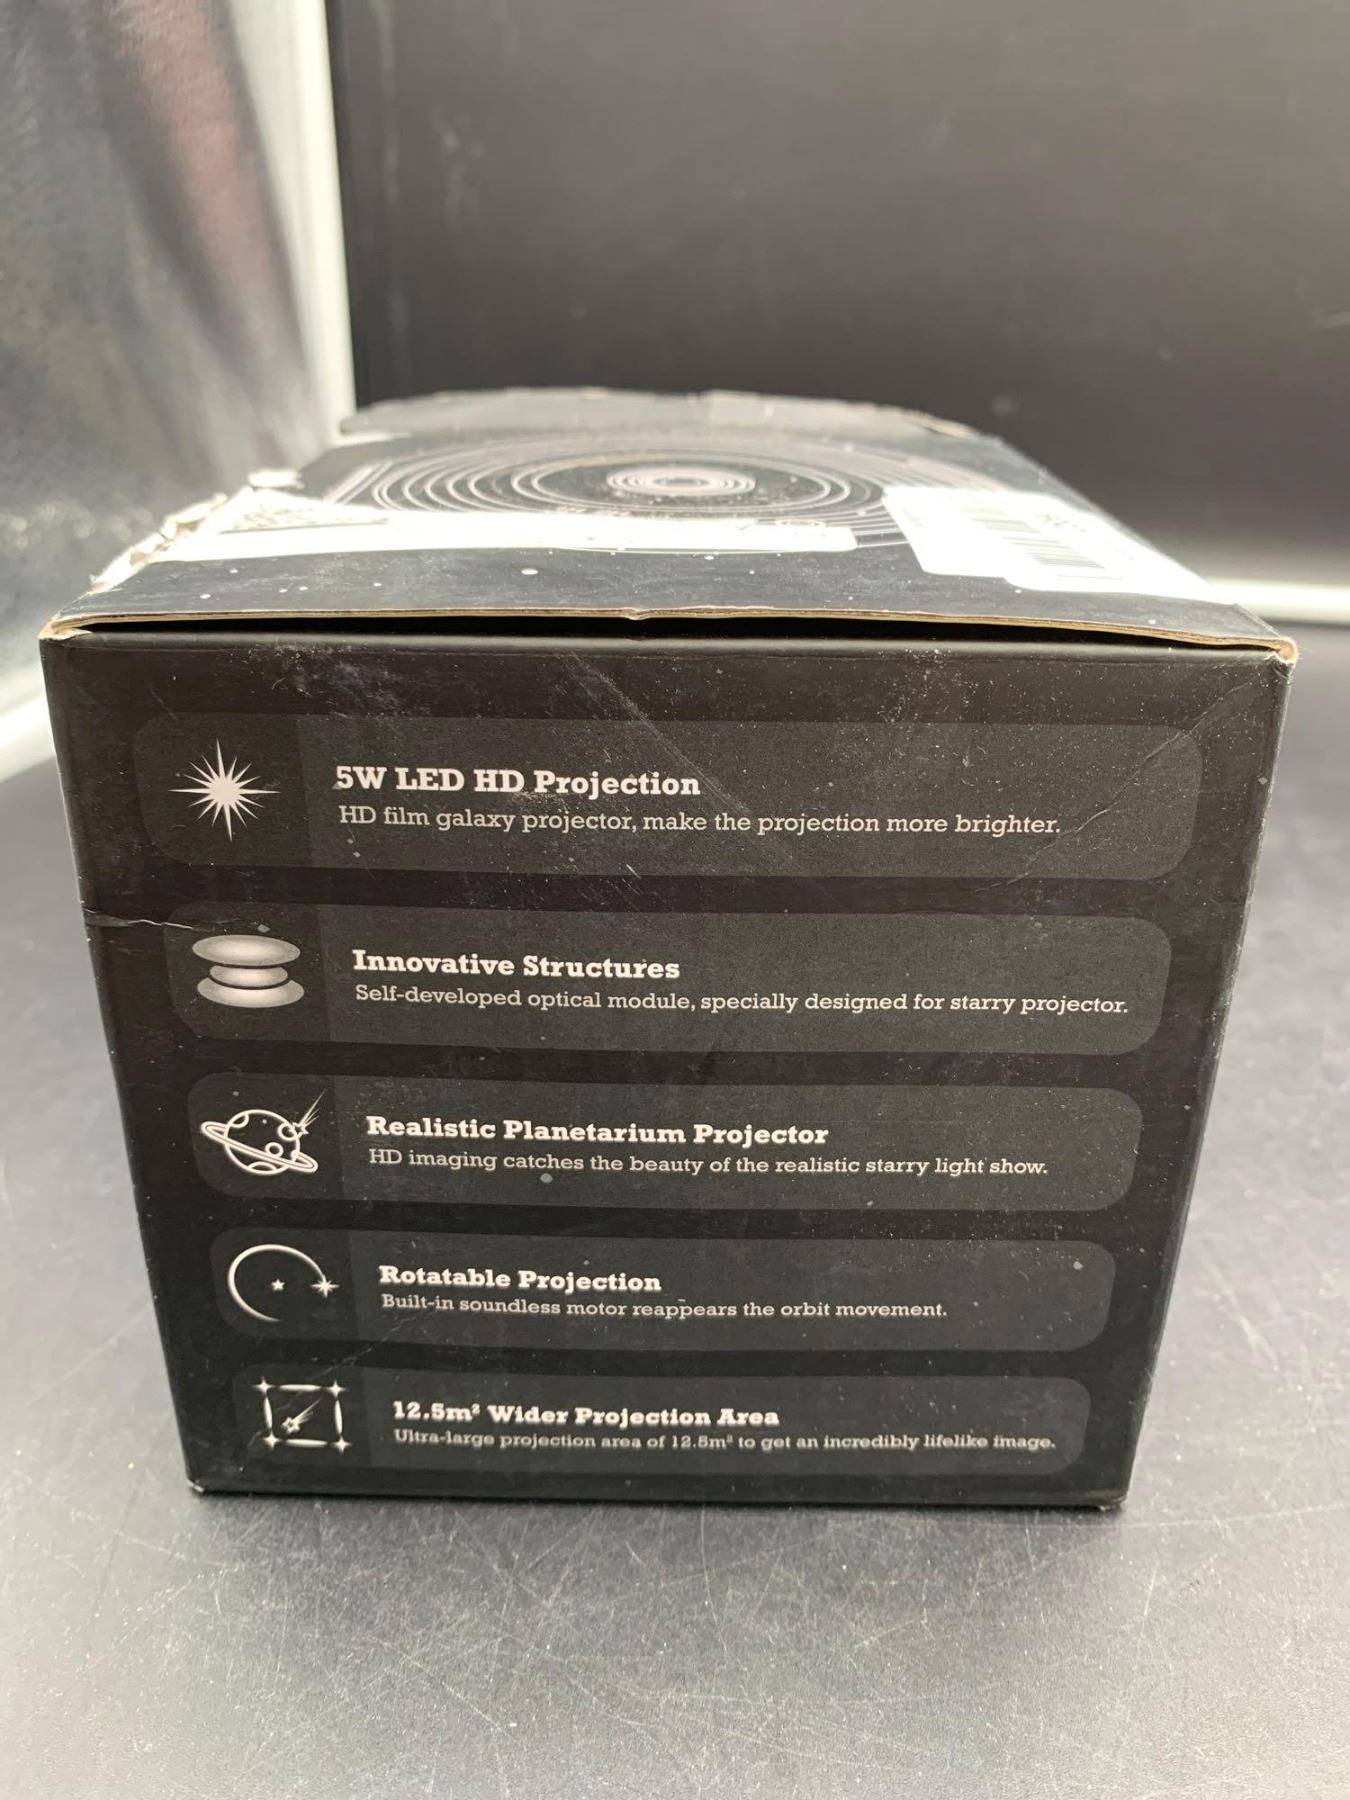 5W LED HD Projection
HD film galaxy projector, make the projection more brighter.
Innovative Structures
Self-developed optical module, specially designed for starry projector.
Realistic Planetarium Projector
HD imaging catches the beauty of the realistic starry light show.
Rotatable Projection
Built-in soundless motor reappears the orbit movement.
12.5m² Wider Projection Area
Ultra-large projection area of 12.5m² to get an incredibly lifelike image.